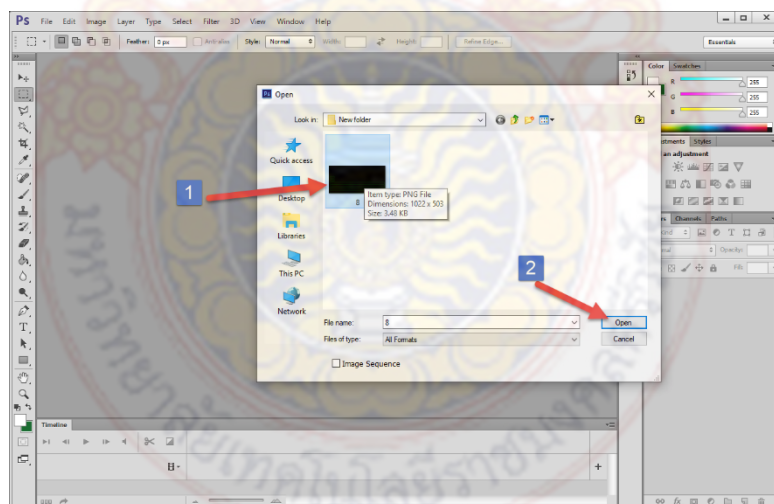 Ps File Edit Image Layer Type Select Filter 3D View Window Help
Feather: 0 px Anti-alias Style: Normal Width: Height: Refine Edge... Essentials
Color Swatches
R 255
G 255
B 255
Adjustments Styles
an adjustment
Channels Paths
Opacity:
Fill:
Ps Open
Look in: New folder
Quick access
Desktop
Libraries
This PC
Network
8
Item type: PNG File
Dimensions: 1022 x 503
Size: 3.43 KB
1
2
File name: 8 Open
Files of type: All Formats Cancel
Image Sequence
Timeline